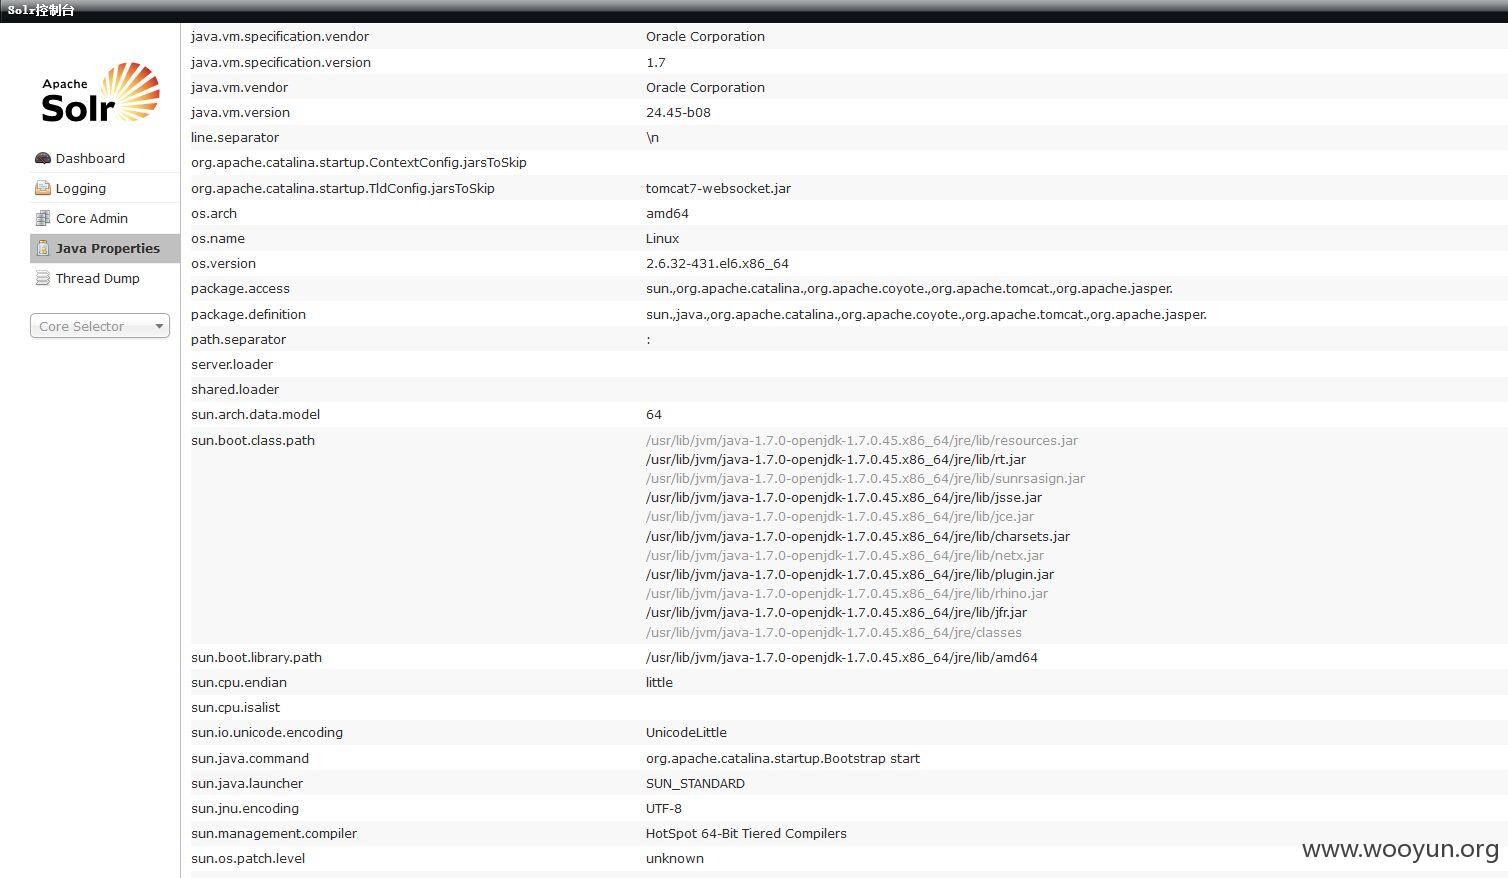 Solr控制台
Apache
Solr
Dashboard
Logging
Core Admin
Java Properties
Thread Dump
Core Selector
java.vm.specification.vendor Oracle Corporation
java.vm.specification.version 1.7
java.vm.vendor Oracle Corporation
java.vm.version 24.45-b08
line.separator \n
org.apache.catalina.startup.ContextConfig.jarsToSkip
org.apache.catalina.startup.TldConfig.jarsToSkip tomcat7-websocket.jar
os.arch amd64
os.name Linux
os.version 2.6.32-431.el6.x86_64
package.access sun.,org.apache.catalina.,org.apache.coyote.,org.apache.tomcat.,org.apache.jasper.
package.definition sun.,java.,org.apache.catalina.,org.apache.coyote.,org.apache.tomcat.,org.apache.jasper.
path.separator :
server.loader
shared.loader
sun.arch.data.model 64
sun.boot.class.path /usr/lib/jvm/java-1.7.0-openjdk-1.7.0.45.x86_64/jre/lib/resources.jar
/usr/lib/jvm/java-1.7.0-openjdk-1.7.0.45.x86_64/jre/lib/rt.jar
/usr/lib/jvm/java-1.7.0-openjdk-1.7.0.45.x86_64/jre/lib/sunrsasign.jar
/usr/lib/jvm/java-1.7.0-openjdk-1.7.0.45.x86_64/jre/lib/jsse.jar
/usr/lib/jvm/java-1.7.0-openjdk-1.7.0.45.x86_64/jre/lib/jce.jar
/usr/lib/jvm/java-1.7.0-openjdk-1.7.0.45.x86_64/jre/lib/charsets.jar
/usr/lib/jvm/java-1.7.0-openjdk-1.7.0.45.x86_64/jre/lib/netx.jar
/usr/lib/jvm/java-1.7.0-openjdk-1.7.0.45.x86_64/jre/lib/plugin.jar
/usr/lib/jvm/java-1.7.0-openjdk-1.7.0.45.x86_64/jre/lib/rhino.jar
/usr/lib/jvm/java-1.7.0-openjdk-1.7.0.45.x86_64/jre/lib/jfr.jar
/usr/lib/jvm/java-1.7.0-openjdk-1.7.0.45.x86_64/jre/classes
sun.boot.library.path /usr/lib/jvm/java-1.7.0-openjdk-1.7.0.45.x86_64/jre/lib/amd64
sun.cpu.endian little
sun.cpu.isalist
sun.io.unicode.encoding UnicodeLittle
sun.java.command org.apache.catalina.startup.Bootstrap start
sun.java.launcher SUN_STANDARD
sun.jnu.encoding UTF-8
sun.management.compiler HotSpot 64-Bit Tiered Compilers
sun.os.patch.level unknown
www.wooyun.org